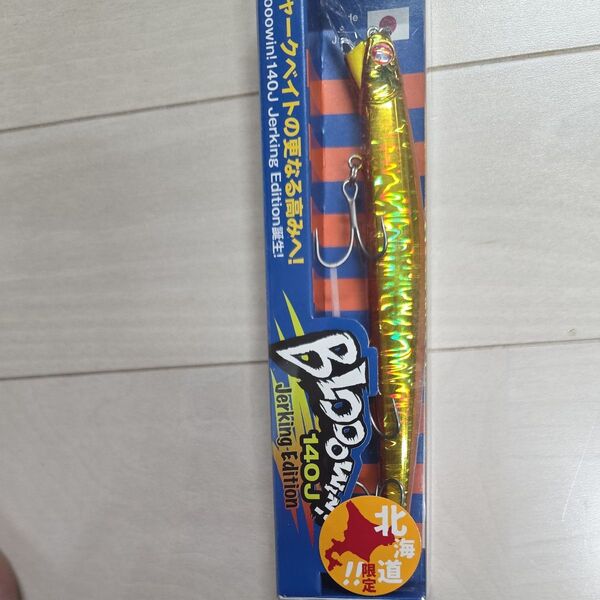 ャークベイトの更なる高みへ!
ooowin!140J Jerking Edition誕生!
BLOOOWIN!!
140J
Jerking-Edition
北海道
限定
!!